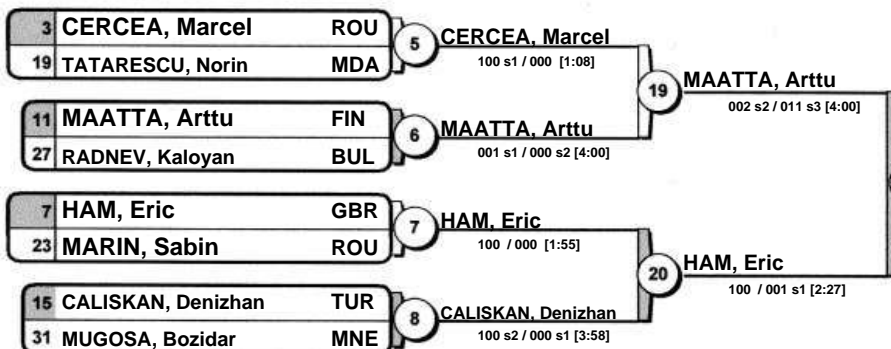 3 CERCEA, Marcel ROU
19 TATARESCU, Norin MDA
5
CERCEA, Marcel
100 s1 / 000 [1:08]
11 MAATTA, Arttu FIN
27 RADNEV, Kaloyan BUL
6
MAATTA, Arttu
001 s1 / 000 s2 [4:00]
19
MAATTA, Arttu
002 s2 / 011 s3 [4:00]
7 HAM, Eric GBR
23 MARIN, Sabin ROU
7
HAM, Eric
100 / 000 [1:55]
15 CALISKAN, Denizhan TUR
31 MUGOSA, Bozidar MNE
8
CALISKAN, Denizhan
100 s2 / 000 s1 [3:58]
20
HAM, Eric
100 / 001 s1 [2:27]